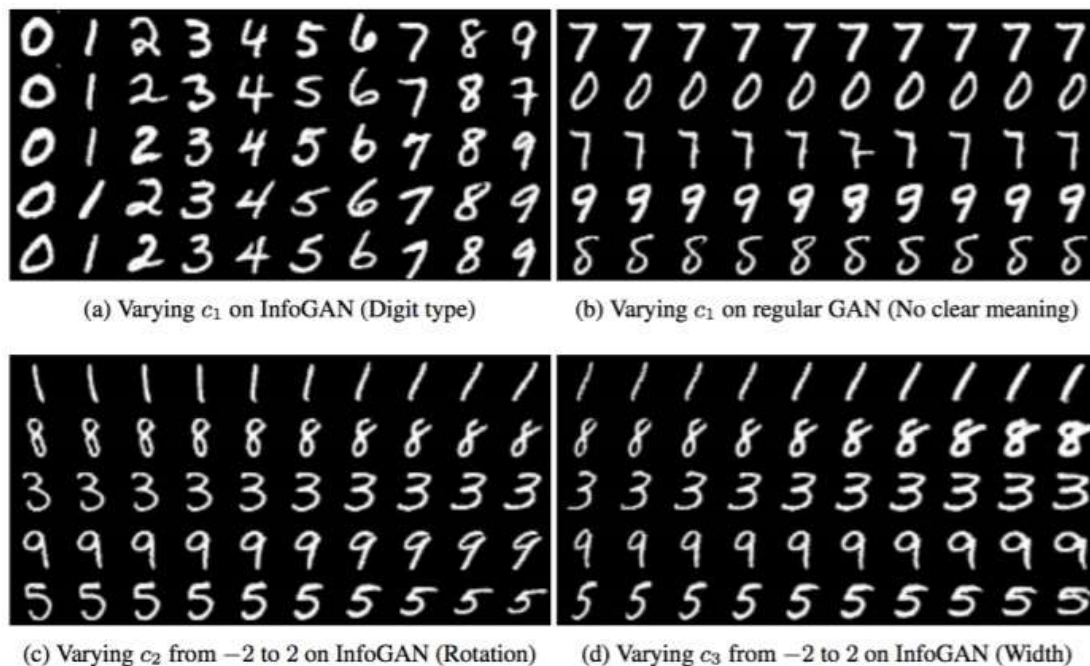 0 1 2 3 4 5 6 7 8 9
0 1 2 3 4 5 6 7 8 7
0 1 2 3 4 5 6 7 8 9
0 1 2 3 4 5 6 7 8 9
0 1 2 3 4 5 6 7 8 9
(a) Varying c₁ on InfoGAN (Digit type)
7 7 7 7 7 7 7 7 7 7
0 0 0 0 0 0 0 0 0 0
7 7 7 7 7 7 7 7 7 7
9 9 9 9 9 9 9 9 9 9
8 8 8 8 8 8 8 8 8 8
(b) Varying c₁ on regular GAN (No clear meaning)
1 1 1 1 1 1 1 1 1 1
8 8 8 8 8 8 8 8 8 8
3 3 3 3 3 3 3 3 3 3
9 9 9 9 9 9 9 9 9 9
5 5 5 5 5 5 5 5 5 5
(c) Varying c₂ from −2 to 2 on InfoGAN (Rotation)
1 1 1 1 1 1 1 1 1 1
8 8 8 8 8 8 8 8 8 8
3 3 3 3 3 3 3 3 3 3
9 9 9 9 9 9 9 9 9 9
5 5 5 5 5 5 5 5 5 5
(d) Varying c₃ from −2 to 2 on InfoGAN (Width)